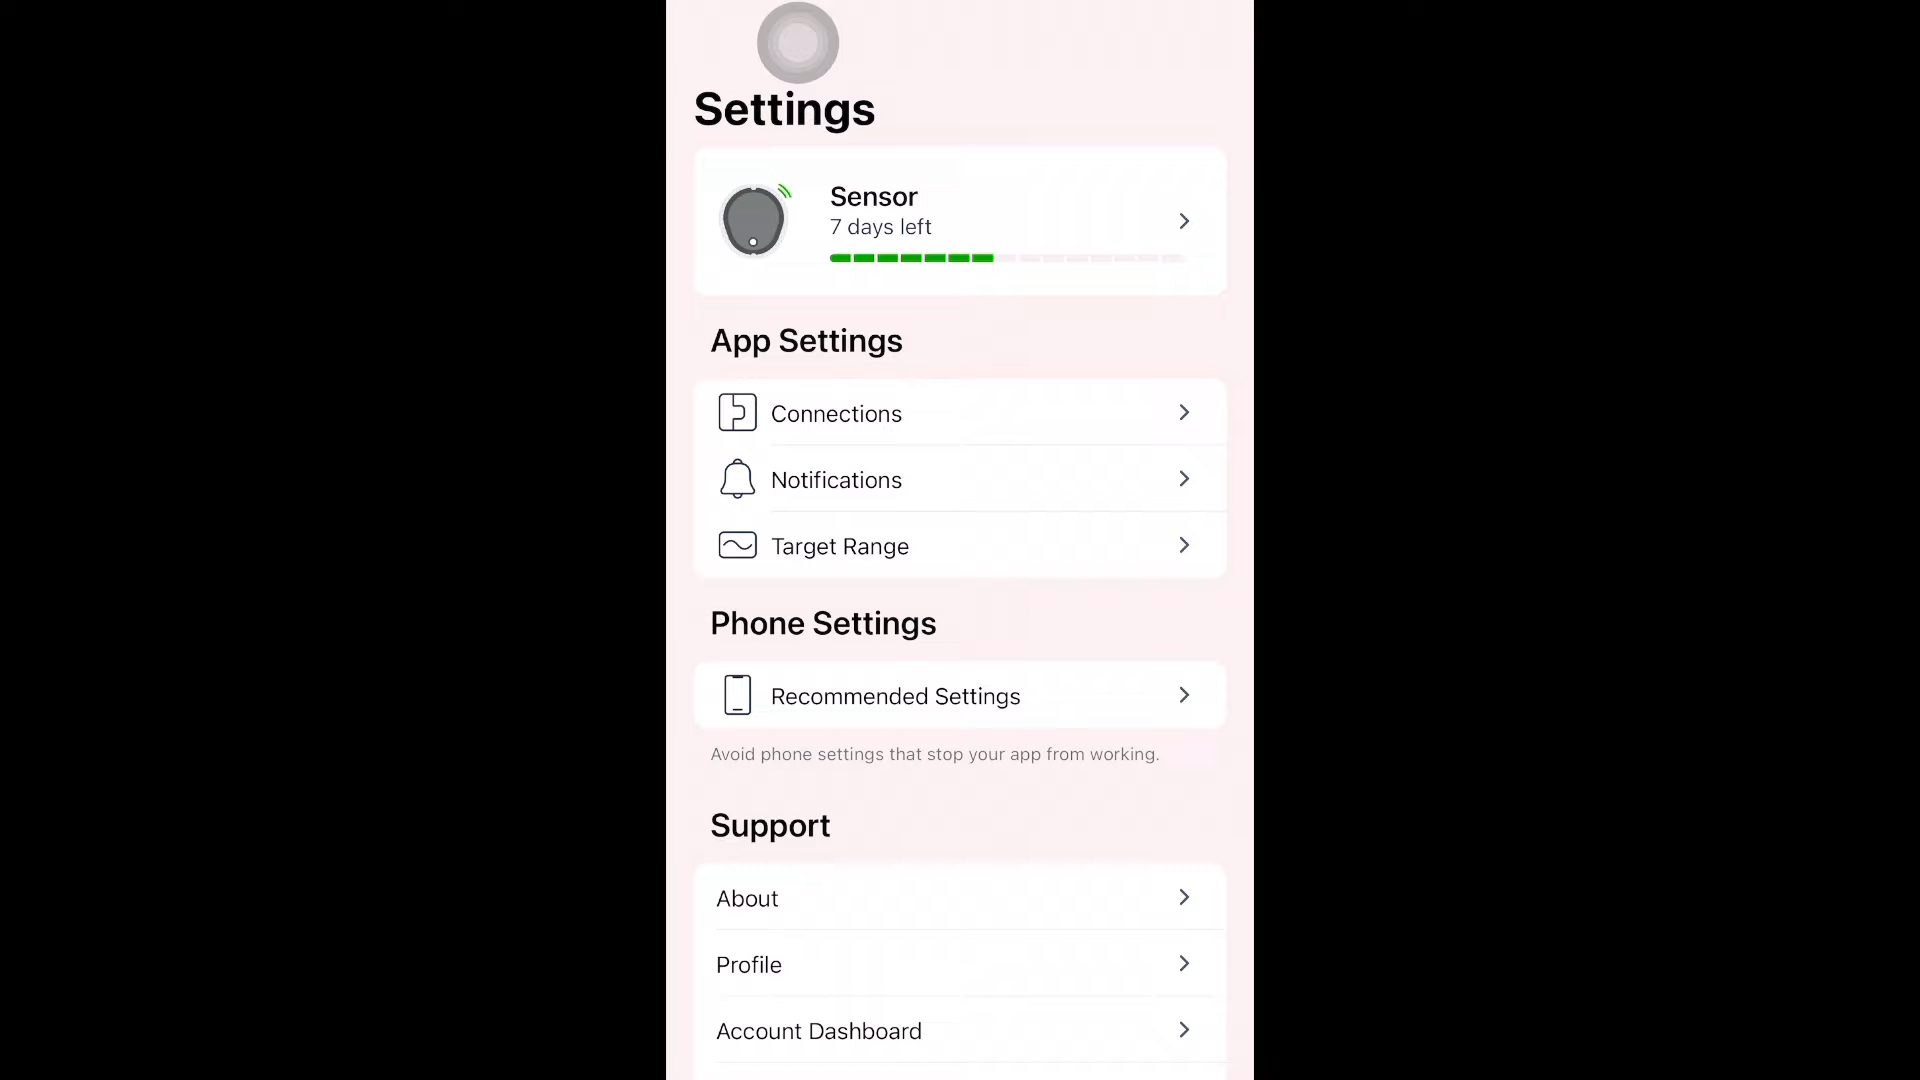 Settings
Sensor
7 days left
App Settings
Connections
Notifications
Target Range
Phone Settings
Recommended Settings
Avoid phone settings that stop your app from working.
Support
About
Profile
Account Dashboard